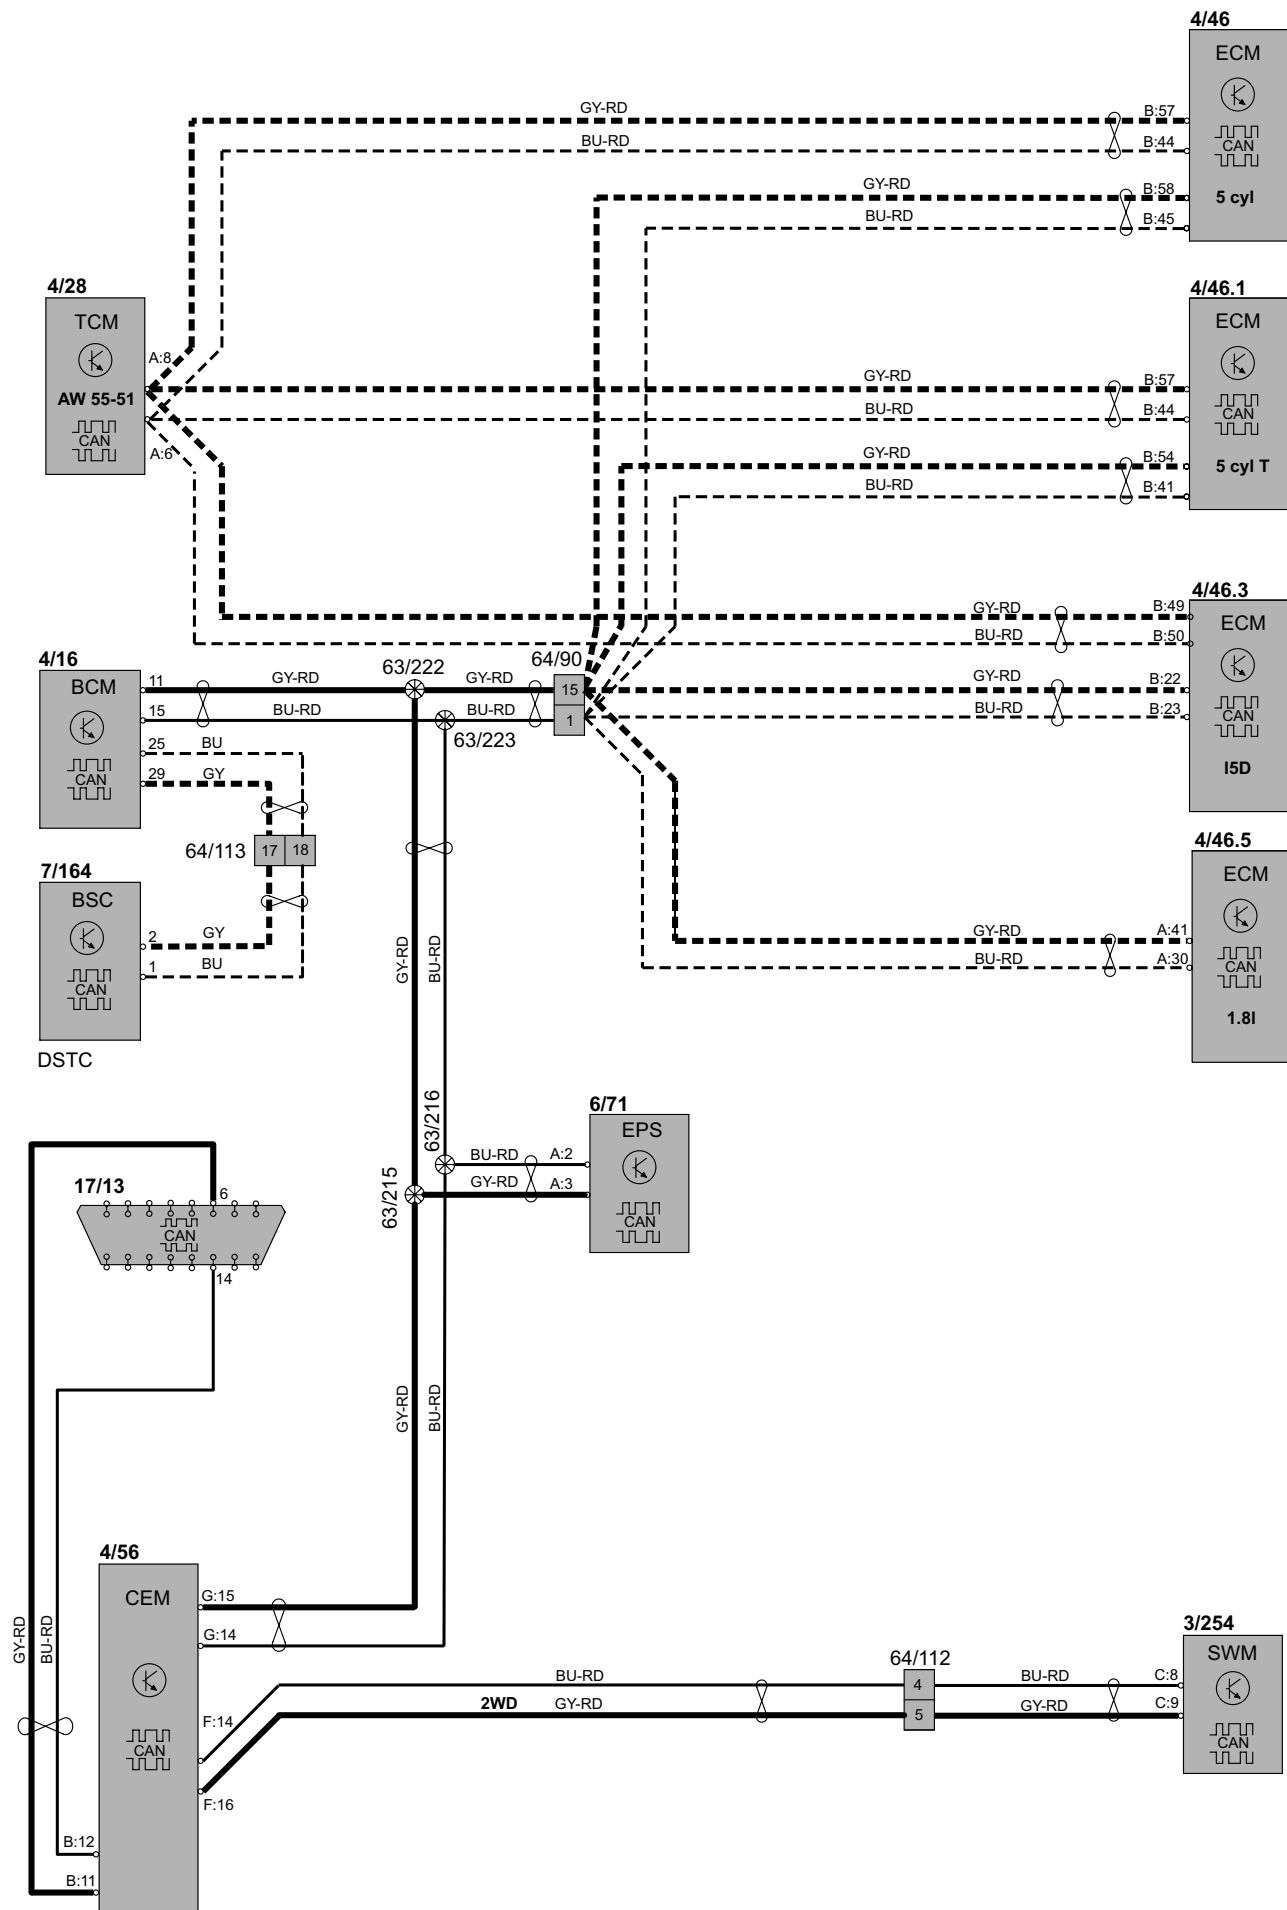 4/46
ECM
CAN
5 cyl
GY-RD
B:57
BU-RD
B:44
GY-RD
B:58
BU-RD
B:45
4/28
TCM
AW 55-51
CAN
A:8
A:6
4/46.1
ECM
CAN
5 cyl T
GY-RD
B:57
BU-RD
B:44
GY-RD
B:54
BU-RD
B:41
4/46.3
ECM
CAN
I5D
GY-RD
B:49
BU-RD
B:50
GY-RD
B:22
BU-RD
B:23
4/16
BCM
CAN
11
GY-RD
63/222
GY-RD
64/90
15
15
BU-RD
BU-RD
1
63/223
25
BU
29
GY
64/113
17
18
7/164
BSC
CAN
2
GY
1
BU
DSTC
4/46.5
ECM
CAN
1.8I
GY-RD
A:41
BU-RD
A:30
GY-RD
BU-RD
63/216
63/215
6/71
EPS
CAN
BU-RD
A:2
GY-RD
A:3
17/13
6
CAN
14
GY-RD
BU-RD
4/56
CEM
CAN
G:15
G:14
F:14
F:16
B:12
B:11
GY-RD
BU-RD
BU-RD
2WD
GY-RD
64/112
4
5
BU-RD
C:8
GY-RD
C:9
3/254
SWM
CAN